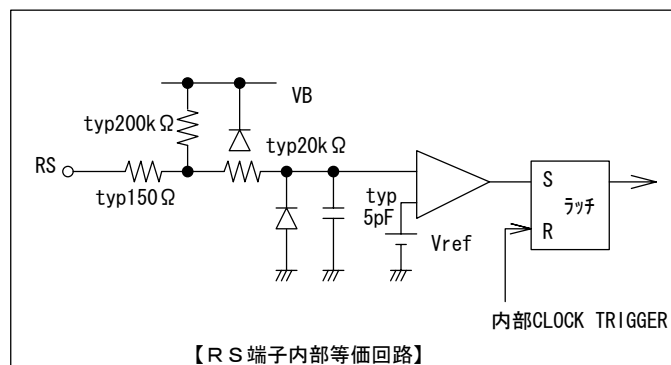 VB
typ200kΩ
typ20kΩ
RS
typ150Ω
typ
5pF
Vref
S
ラッチ
R
内部CLOCK TRIGGER
【RS端子内部等価回路】